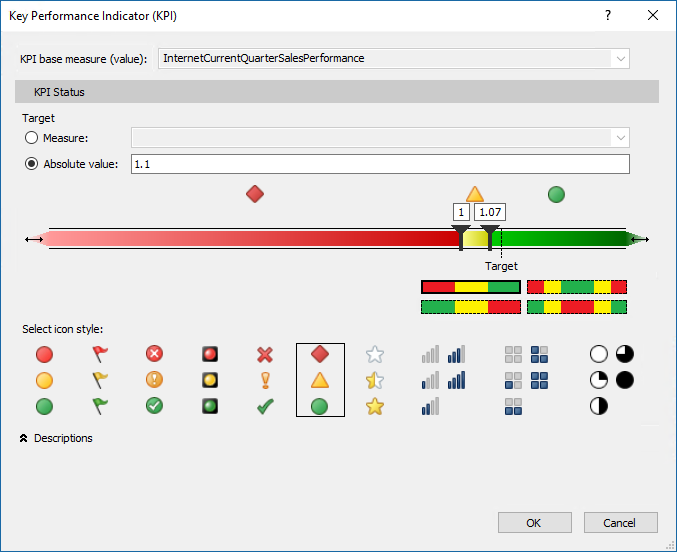 Key Performance Indicator (KPI)
?
KPI base measure (value): InternetCurrentQuarterSalesPerformance
KPI Status
Target
Measure:
Absolute value: 1.1
1 1.07
Target
Select icon style:
Descriptions
OK Cancel